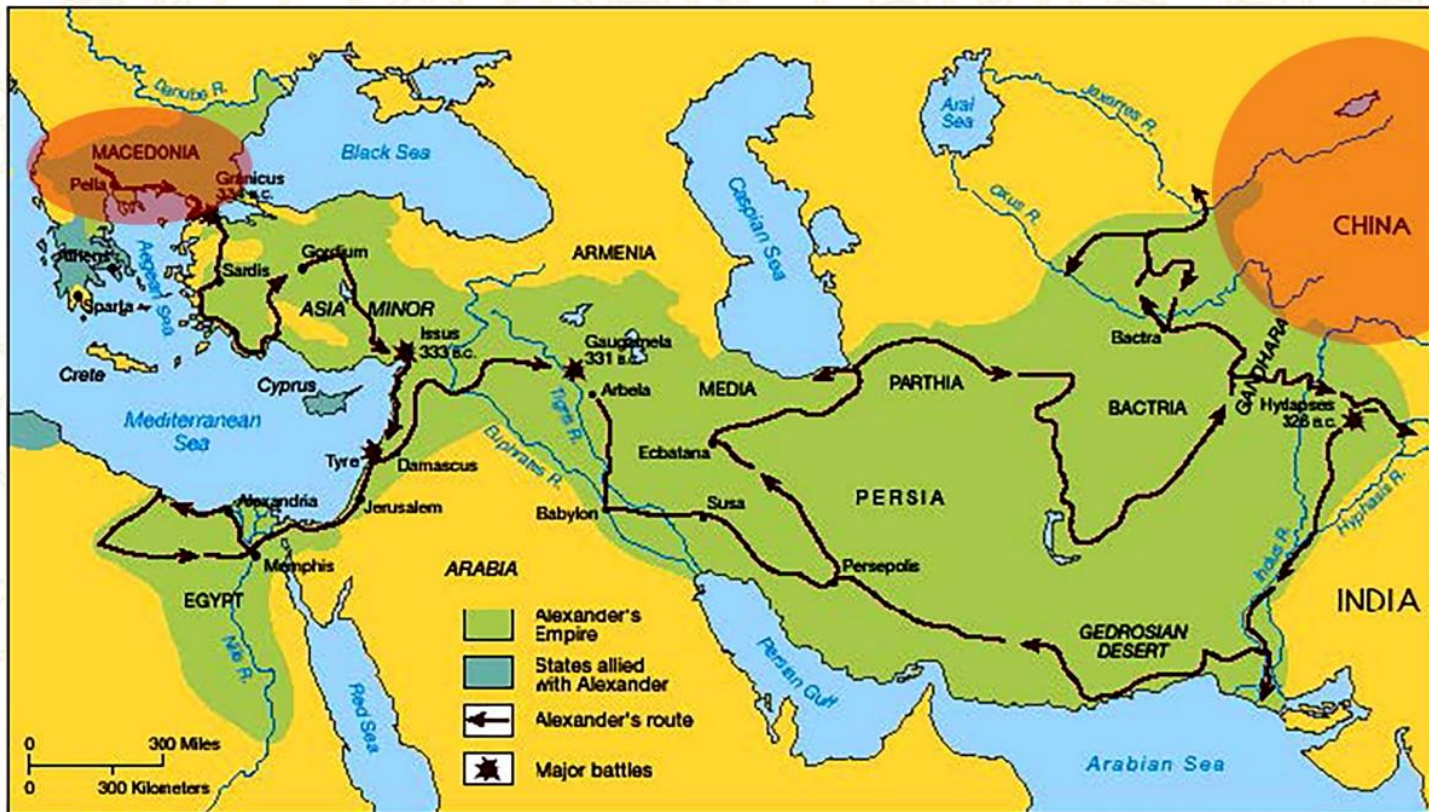 Danube R.
MACEDONIA
Pella
Granicus
334 B.C.
Black Sea
Aral
Sea
Jaxartes R.
Oxus R.
CHINA
Caspian Sea
ARMENIA
Aegean Sea
Athens
Sparta
Sardis
Gordium
ASIA MINOR
Issus
333 B.C.
Gaugamela
331 B.C.
Arbela
MEDIA
PARTHIA
Bactra
BACTRIA
GANDHARA
Hydapses
326 B.C.
Crete
Cyprus
Mediterranean
Sea
Tyre
Damascus
Tigris R.
Euphrates R.
Ecbatana
PERSIA
Alexandria
Jerusalem
Babylon
Susa
Hyphasis R.
Indus R.
Memphis
Persepolis
ARABIA
EGYPT
Nile R.
INDIA
GEDROSIAN
DESERT
Red Sea
Persian Gulf
Arabian Sea
Alexander's
Empire
States allied
with Alexander
Alexander's route
Major battles
0 300 Miles
0 300 Kilometers